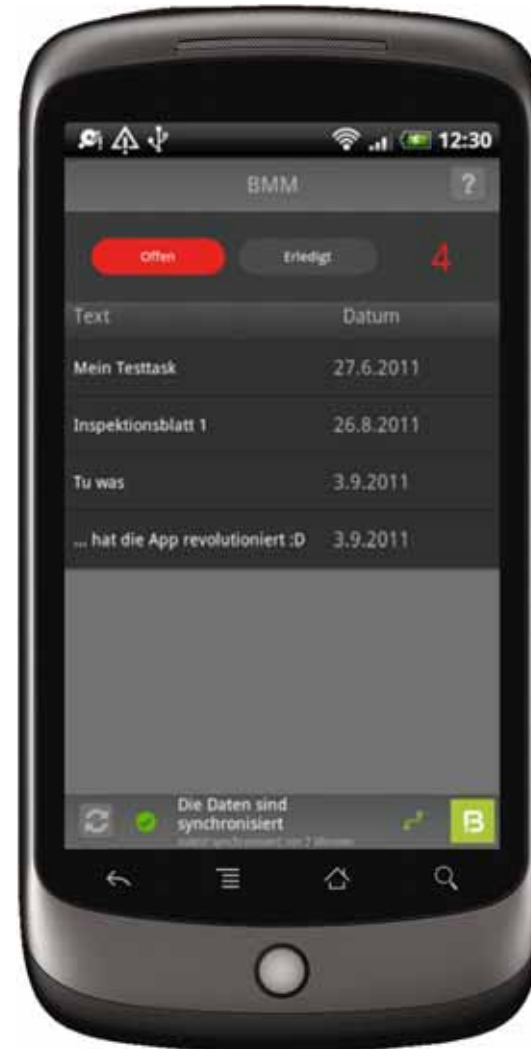 12:30
BMM ?
Offen Erledigt 4
Text Datum
Mein Testtask 27.6.2011
Inspektionsblatt 1 26.8.2011
Tu was 3.9.2011
... hat die App revolutioniert :D 3.9.2011
Die Daten sind
synchronisiert
B